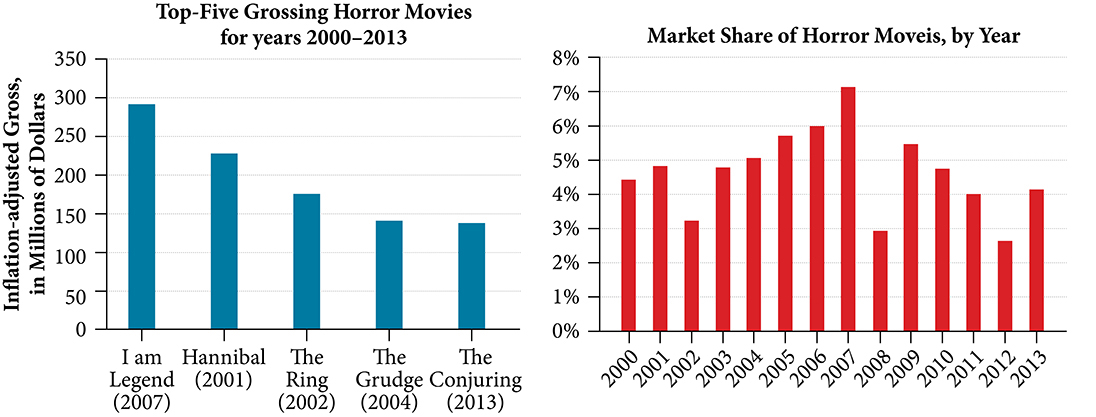 Top-Five Grossing Horror Movies
for years 2000–2013
Inflation-adjusted Gross,
in Millions of Dollars
350
300
250
200
150
100
50
0
I am
Legend
(2007)
Hannibal
(2001)
The
Ring
(2002)
The
Grudge
(2004)
The
Conjuring
(2013)
Market Share of Horror Moveis, by Year
8%
7%
6%
5%
4%
3%
2%
1%
0%
2000
2001
2002
2003
2004
2005
2006
2007
2008
2009
2010
2011
2012
2013